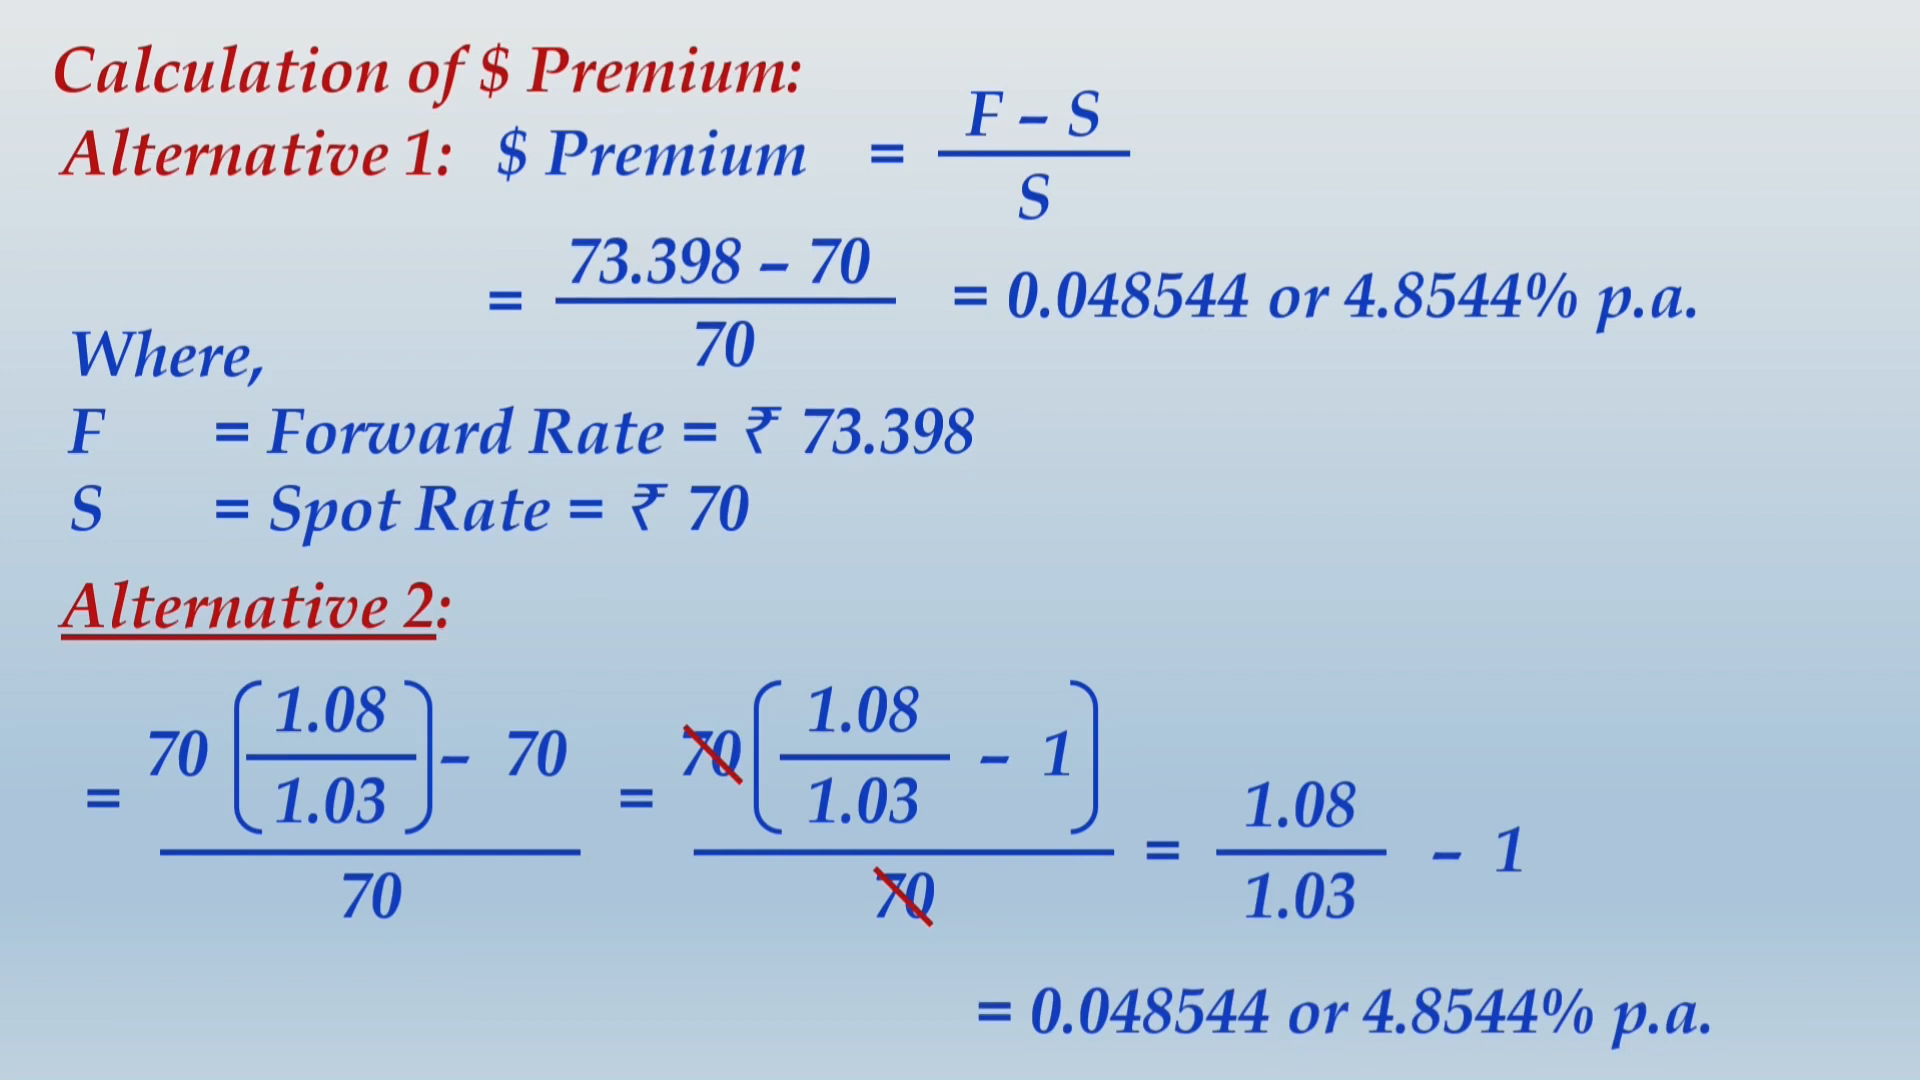 Calculation of $ Premium:
Alternative 1: $ Premium = F – S
S
= 73.398 – 70 = 0.048544 or 4.8544% p.a.
70
Where,
F = Forward Rate = ₹ 73.398
S = Spot Rate = ₹ 70
Alternative 2:
= 70 (1.08 / 1.03) – 70 = 70 (1.08 / 1.03 – 1) = 1.08 / 1.03 – 1
70 70
= 0.048544 or 4.8544% p.a.